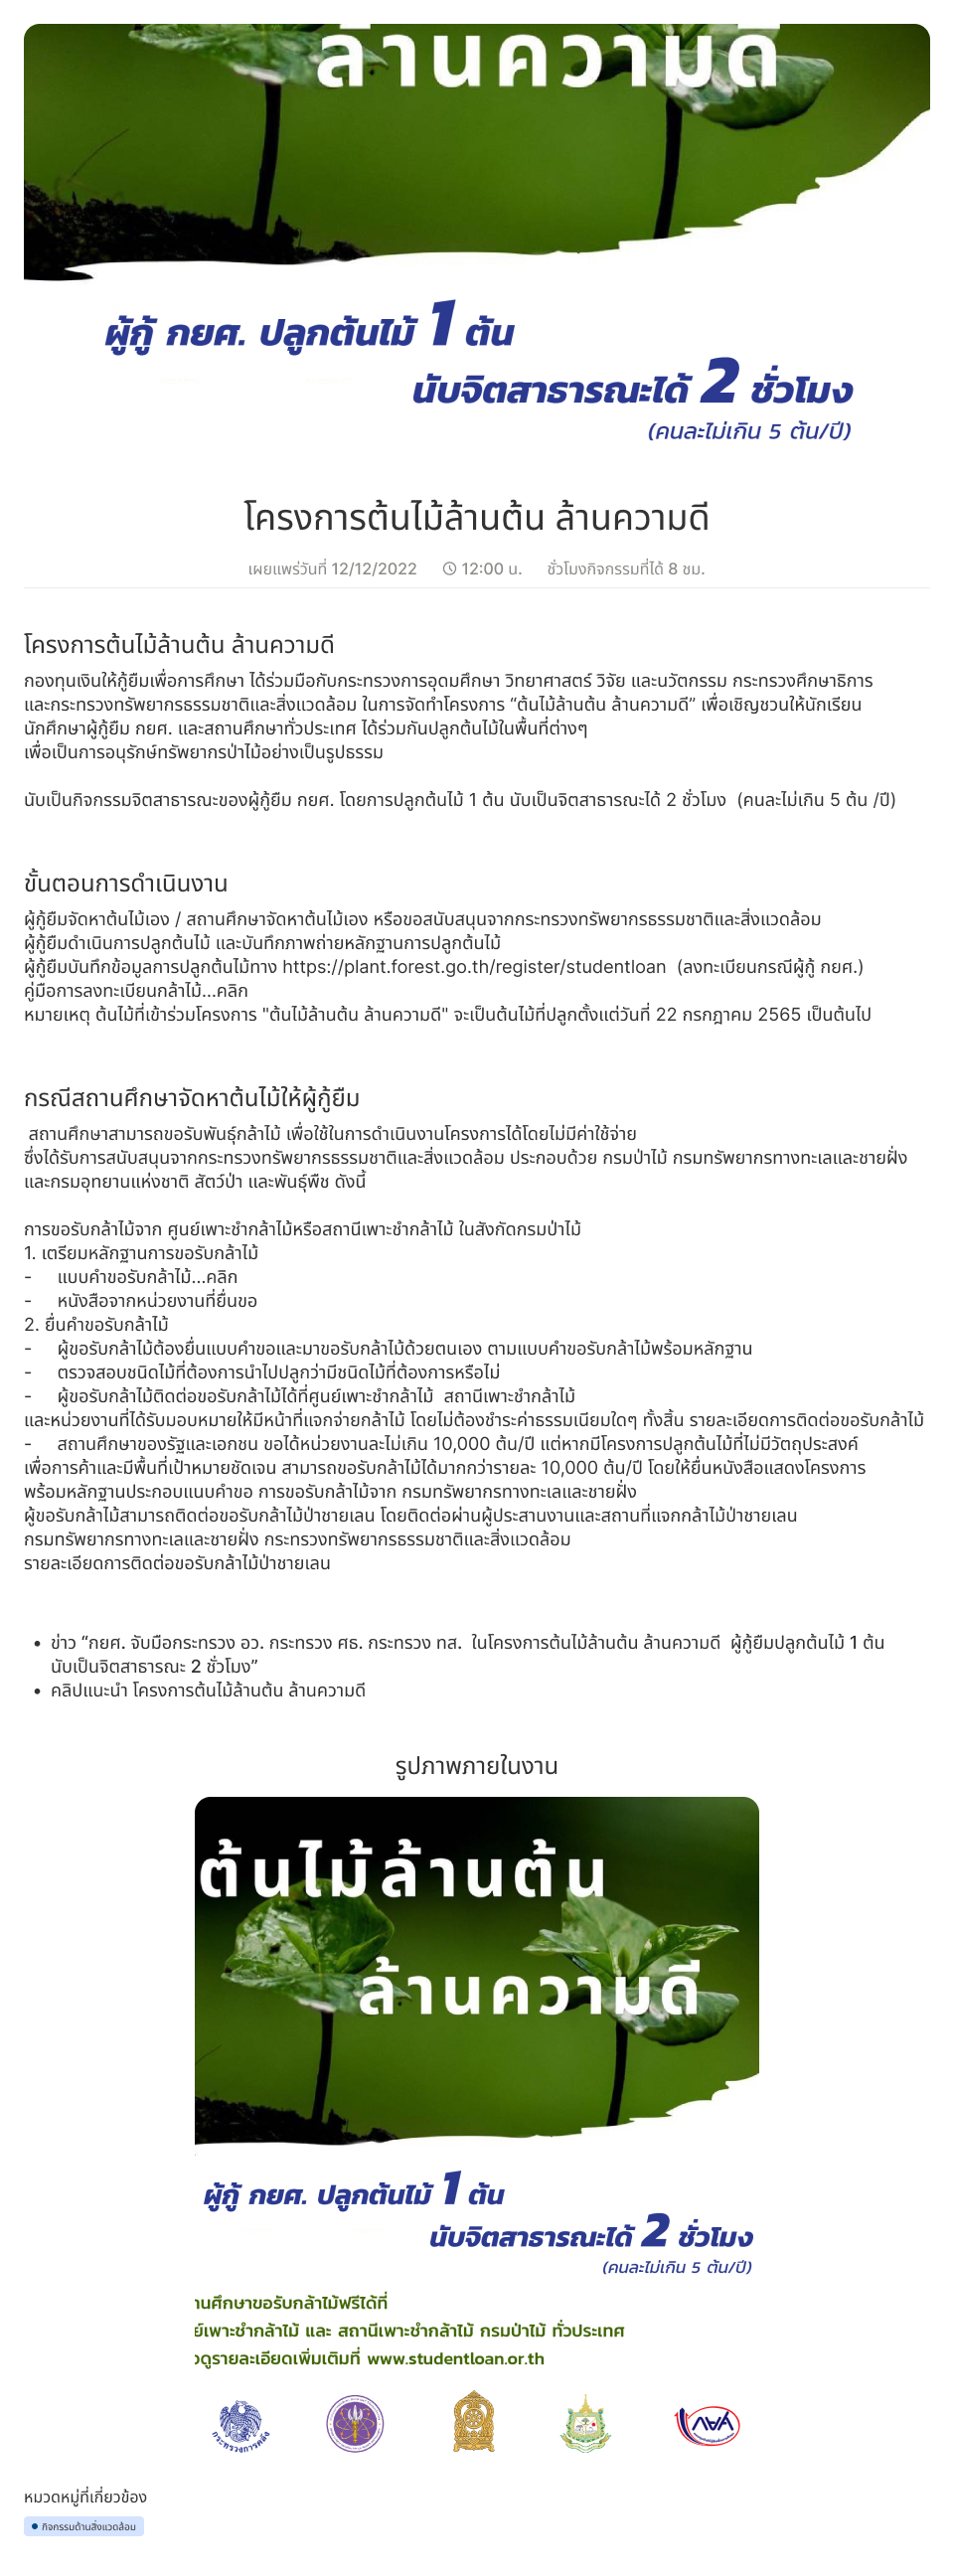 ล้านความดี
ผู้กู้ กยศ. ปลูกต้นไม้ 1 ต้น
นับจิตสาธารณะได้ 2 ชั่วโมง
(คนละไม่เกิน 5 ต้น/ปี)
โครงการต้นไม้ล้านต้น ล้านความดี
เผยแพร่วันที่ 12/12/2022 12:00 น. ชั่วโมงกิจกรรมที่ได้ 8 ชม.
โครงการต้นไม้ล้านต้น ล้านความดี
กองทุนเงินให้กู้ยืมเพื่อการศึกษา ได้ร่วมมือกับกระทรวงการอุดมศึกษา วิทยาศาสตร์ วิจัย และนวัตกรรม กระทรวงศึกษาธิการ
และกระทรวงทรัพยากรธรรมชาติและสิ่งแวดล้อม ในการจัดทำโครงการ “ต้นไม้ล้านต้น ล้านความดี” เพื่อเชิญชวนให้นักเรียน
นักศึกษาผู้กู้ยืม กยศ. และสถานศึกษาทั่วประเทศ ได้ร่วมกันปลูกต้นไม้ในพื้นที่ต่างๆ
เพื่อเป็นการอนุรักษ์ทรัพยากรป่าไม้อย่างเป็นรูปธรรม
นับเป็นกิจกรรมจิตสาธารณะของผู้กู้ยืม กยศ. โดยการปลูกต้นไม้ 1 ต้น นับเป็นจิตสาธารณะได้ 2 ชั่วโมง (คนละไม่เกิน 5 ต้น /ปี)
ขั้นตอนการดำเนินงาน
ผู้กู้ยืมจัดหาต้นไม้เอง / สถานศึกษาจัดหาต้นไม้เอง หรือขอสนับสนุนจากกระทรวงทรัพยากรธรรมชาติและสิ่งแวดล้อม
ผู้กู้ยืมดำเนินการปลูกต้นไม้ และบันทึกภาพถ่ายหลักฐานการปลูกต้นไม้
ผู้กู้ยืมบันทึกข้อมูลการปลูกต้นไม้ทาง https://plant.forest.go.th/register/studentloan (ลงทะเบียนกรณีผู้กู้ กยศ.)
คู่มือการลงทะเบียนกล้าไม้...คลิก
หมายเหตุ ต้นไม้ที่เข้าร่วมโครงการ "ต้นไม้ล้านต้น ล้านความดี" จะเป็นต้นไม้ที่ปลูกตั้งแต่วันที่ 22 กรกฎาคม 2565 เป็นต้นไป
กรณีสถานศึกษาจัดหาต้นไม้ให้ผู้กู้ยืม
สถานศึกษาสามารถขอรับพันธุ์กล้าไม้ เพื่อใช้ในการดำเนินงานโครงการได้โดยไม่มีค่าใช้จ่าย
ซึ่งได้รับการสนับสนุนจากกระทรวงทรัพยากรธรรมชาติและสิ่งแวดล้อม ประกอบด้วย กรมป่าไม้ กรมทรัพยากรทางทะเลและชายฝั่ง
และกรมอุทยานแห่งชาติ สัตว์ป่า และพันธุ์พืช ดังนี้
การขอรับกล้าไม้จาก ศูนย์เพาะชำกล้าไม้หรือสถานีเพาะชำกล้าไม้ ในสังกัดกรมป่าไม้
1. เตรียมหลักฐานการขอรับกล้าไม้
- แบบคำขอรับกล้าไม้...คลิก
- หนังสือจากหน่วยงานที่ยื่นขอ
2. ยื่นคำขอรับกล้าไม้
- ผู้ขอรับกล้าไม้ต้องยื่นแบบคำขอและมาขอรับกล้าไม้ด้วยตนเอง ตามแบบคำขอรับกล้าไม้พร้อมหลักฐาน
- ตรวจสอบชนิดไม้ที่ต้องการนำไปปลูกว่ามีชนิดไม้ที่ต้องการหรือไม่
- ผู้ขอรับกล้าไม้ติดต่อขอรับกล้าไม้ได้ที่ศูนย์เพาะชำกล้าไม้ สถานีเพาะชำกล้าไม้
และหน่วยงานที่ได้รับมอบหมายให้มีหน้าที่แจกจ่ายกล้าไม้ โดยไม่ต้องชำระค่าธรรมเนียมใดๆ ทั้งสิ้น รายละเอียดการติดต่อขอรับกล้าไม้
- สถานศึกษาของรัฐและเอกชน ขอได้หน่วยงานละไม่เกิน 10,000 ต้น/ปี แต่หากมีโครงการปลูกต้นไม้ที่ไม่มีวัตถุประสงค์
เพื่อการค้าและมีพื้นที่เป้าหมายชัดเจน สามารถขอรับกล้าไม้ได้มากกว่ารายละ 10,000 ต้น/ปี โดยให้ยื่นหนังสือแสดงโครงการ
พร้อมหลักฐานประกอบแนบคำขอ การขอรับกล้าไม้จาก กรมทรัพยากรทางทะเลและชายฝั่ง
ผู้ขอรับกล้าไม้สามารถติดต่อขอรับกล้าไม้ป่าชายเลน โดยติดต่อผ่านผู้ประสานงานและสถานที่แจกกล้าไม้ป่าชายเลน
กรมทรัพยากรทางทะเลและชายฝั่ง กระทรวงทรัพยากรธรรมชาติและสิ่งแวดล้อม
รายละเอียดการติดต่อขอรับกล้าไม้ป่าชายเลน
• ข่าว “กยศ. จับมือกระทรวง อว. กระทรวง ศธ. กระทรวง ทส. ในโครงการต้นไม้ล้านต้น ล้านความดี ผู้กู้ยืมปลูกต้นไม้ 1 ต้น
นับเป็นจิตสาธารณะ 2 ชั่วโมง”
• คลิปแนะนำ โครงการต้นไม้ล้านต้น ล้านความดี
รูปภาพภายในงาน
ต้นไม้ล้านต้น
ล้านความดี
ผู้กู้ กยศ. ปลูกต้นไม้ 1 ต้น
นับจิตสาธารณะได้ 2 ชั่วโมง
(คนละไม่เกิน 5 ต้น/ปี)
านศึกษาขอรับกล้าไม้ฟรีได้ที่
ย์เพาะชำกล้าไม้ และ สถานีเพาะชำกล้าไม้ กรมป่าไม้ ทั่วประเทศ
ดูรายละเอียดเพิ่มเติมที่ www.studentloan.or.th
กระทรวงการคลัง
กยศ
หมวดหมู่ที่เกี่ยวข้อง
กิจกรรมด้านสิ่งแวดล้อม